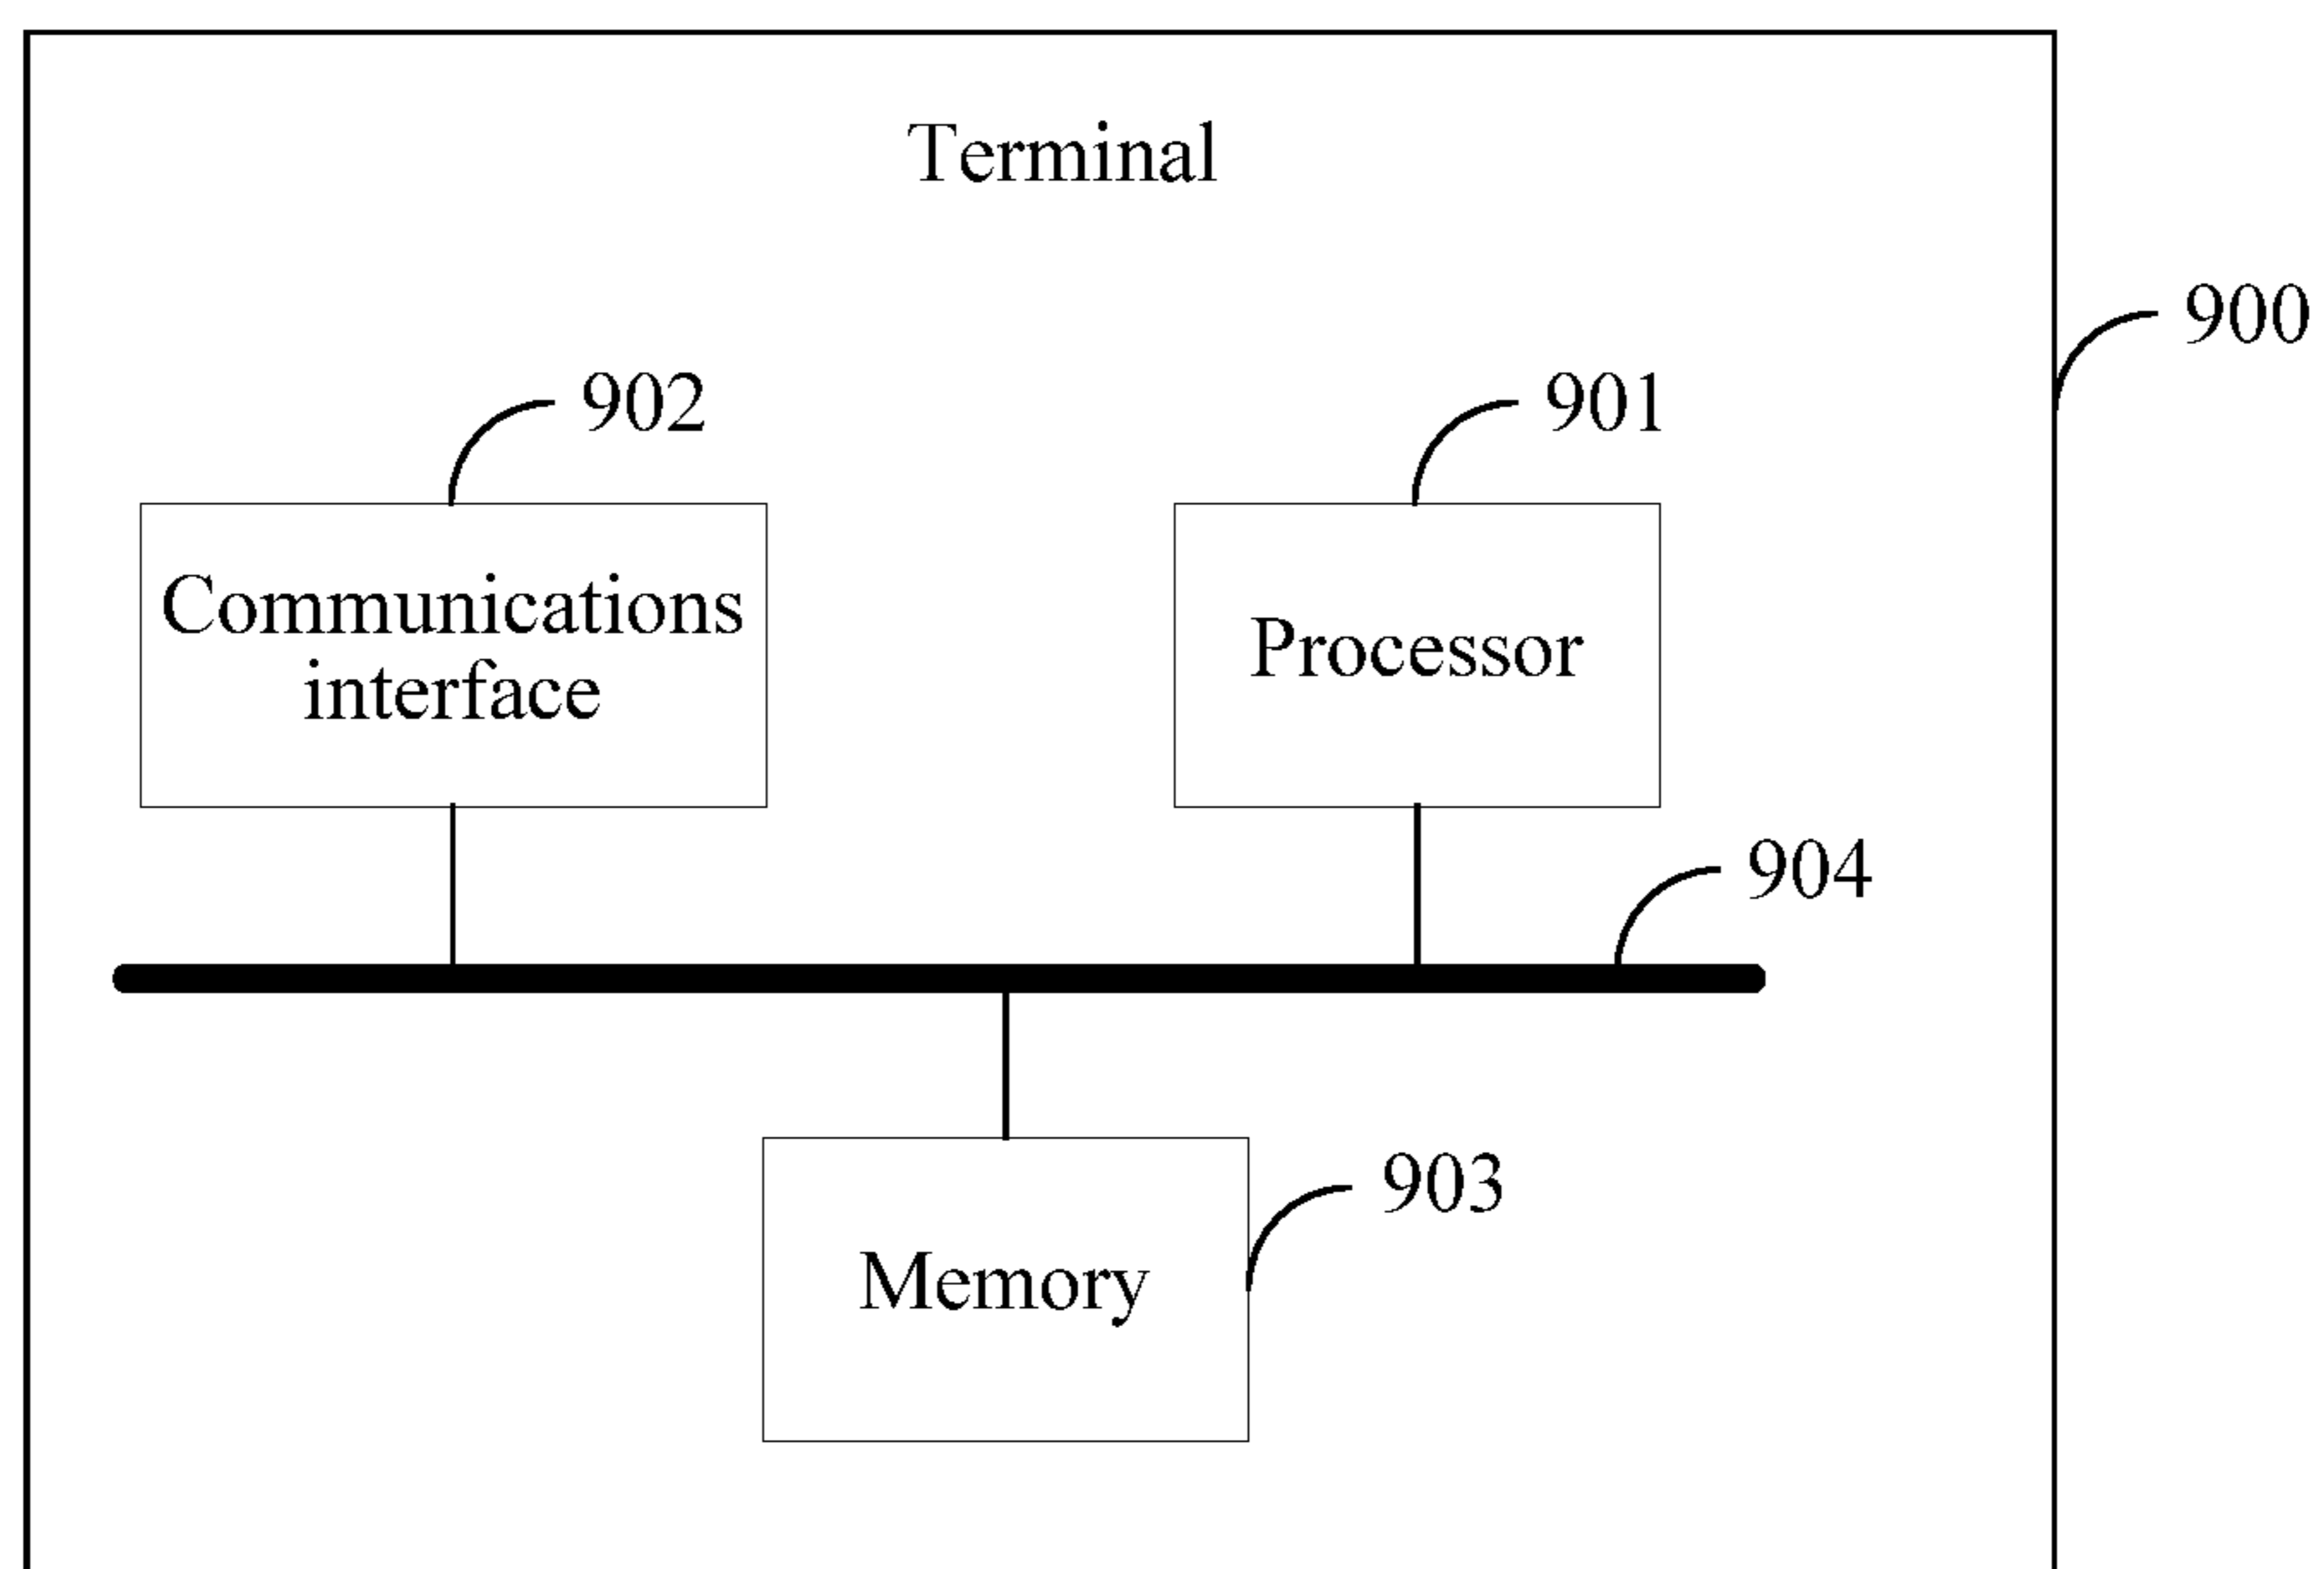 Terminal
900
902
901
Communications
interface
Processor
904
903
Memory